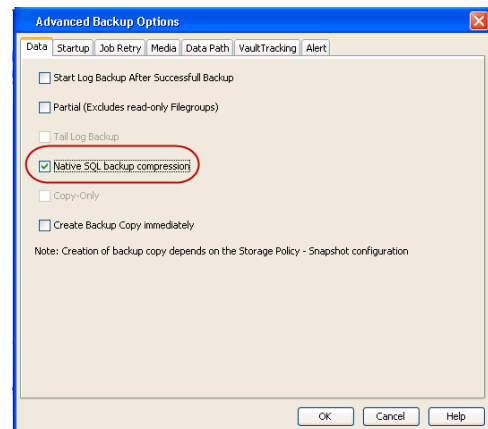 Advanced Backup Options
Data Startup Job Retry Media Data Path VaultTracking Alert
Start Log Backup After Successfull Backup
Partial (Excludes read-only Filegroups)
Tail Log Backup
Native SQL backup compression
Copy-Only
Create Backup Copy immediately
Note: Creation of backup copy depends on the Storage Policy - Snapshot configuration
OK Cancel Help